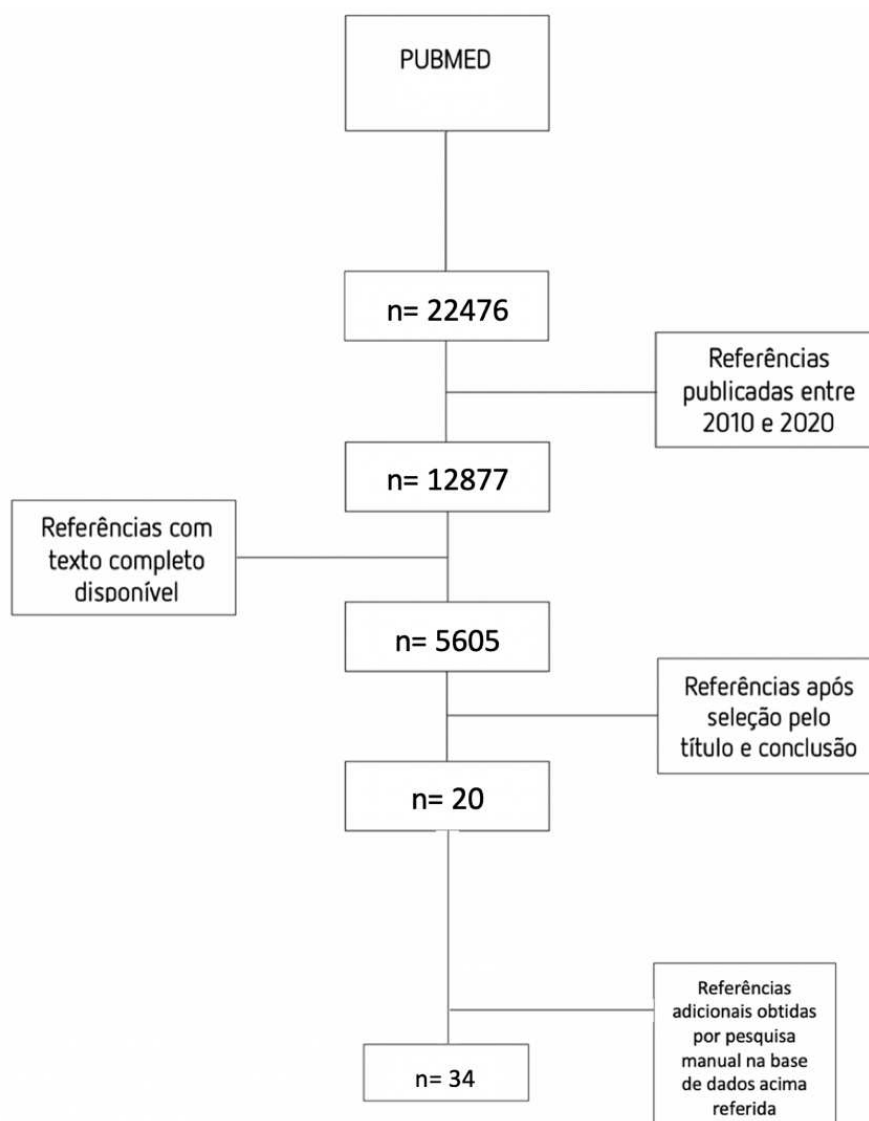 PUBMED
n= 22476
Referências
publicadas entre
2010 e 2020
n= 12877
Referências com
texto completo
disponível
n= 5605
Referências após
seleção pelo
título e conclusão
n= 20
Referências
adicionais obtidas
por pesquisa
manual na base
de dados acima
referida
n= 34